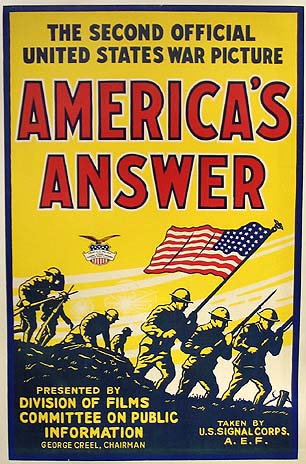 THE SECOND OFFICIAL
UNITED STATES WAR PICTURE
AMERICA'S
ANSWER
PRESENTED BY
DIVISION OF FILMS
COMMITTEE ON PUBLIC
INFORMATION
GEORGE CREEL, CHAIRMAN
TAKEN BY
U.S. SIGNAL CORPS,
A.E.F.